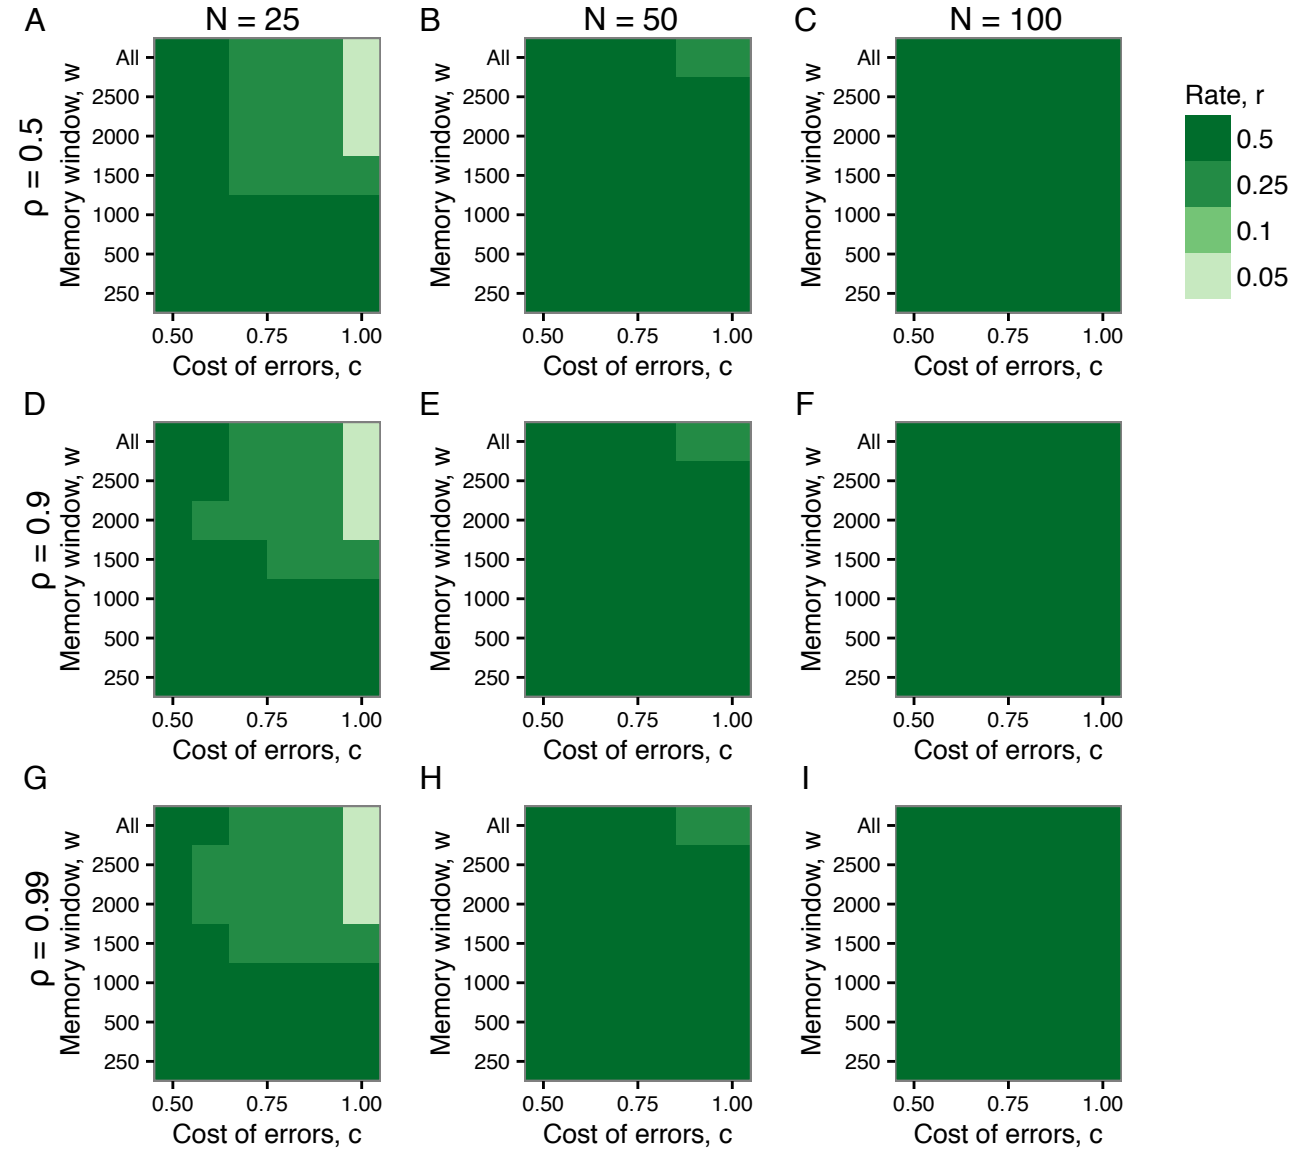 A
N = 25
B
N = 50
C
N = 100
ρ = 0.5
Memory window, w
All
2500
2000
1500
1000
500
250
0.50 0.75 1.00
Cost of errors, c
Memory window, w
All
2500
2000
1500
1000
500
250
0.50 0.75 1.00
Cost of errors, c
Memory window, w
All
2500
2000
1500
1000
500
250
0.50 0.75 1.00
Cost of errors, c
Rate, r
0.5
0.25
0.1
0.05
D
ρ = 0.9
Memory window, w
All
2500
2000
1500
1000
500
250
0.50 0.75 1.00
Cost of errors, c
E
Memory window, w
All
2500
2000
1500
1000
500
250
0.50 0.75 1.00
Cost of errors, c
F
Memory window, w
All
2500
2000
1500
1000
500
250
0.50 0.75 1.00
Cost of errors, c
G
ρ = 0.99
Memory window, w
All
2500
2000
1500
1000
500
250
0.50 0.75 1.00
Cost of errors, c
H
Memory window, w
All
2500
2000
1500
1000
500
250
0.50 0.75 1.00
Cost of errors, c
I
Memory window, w
All
2500
2000
1500
1000
500
250
0.50 0.75 1.00
Cost of errors, c